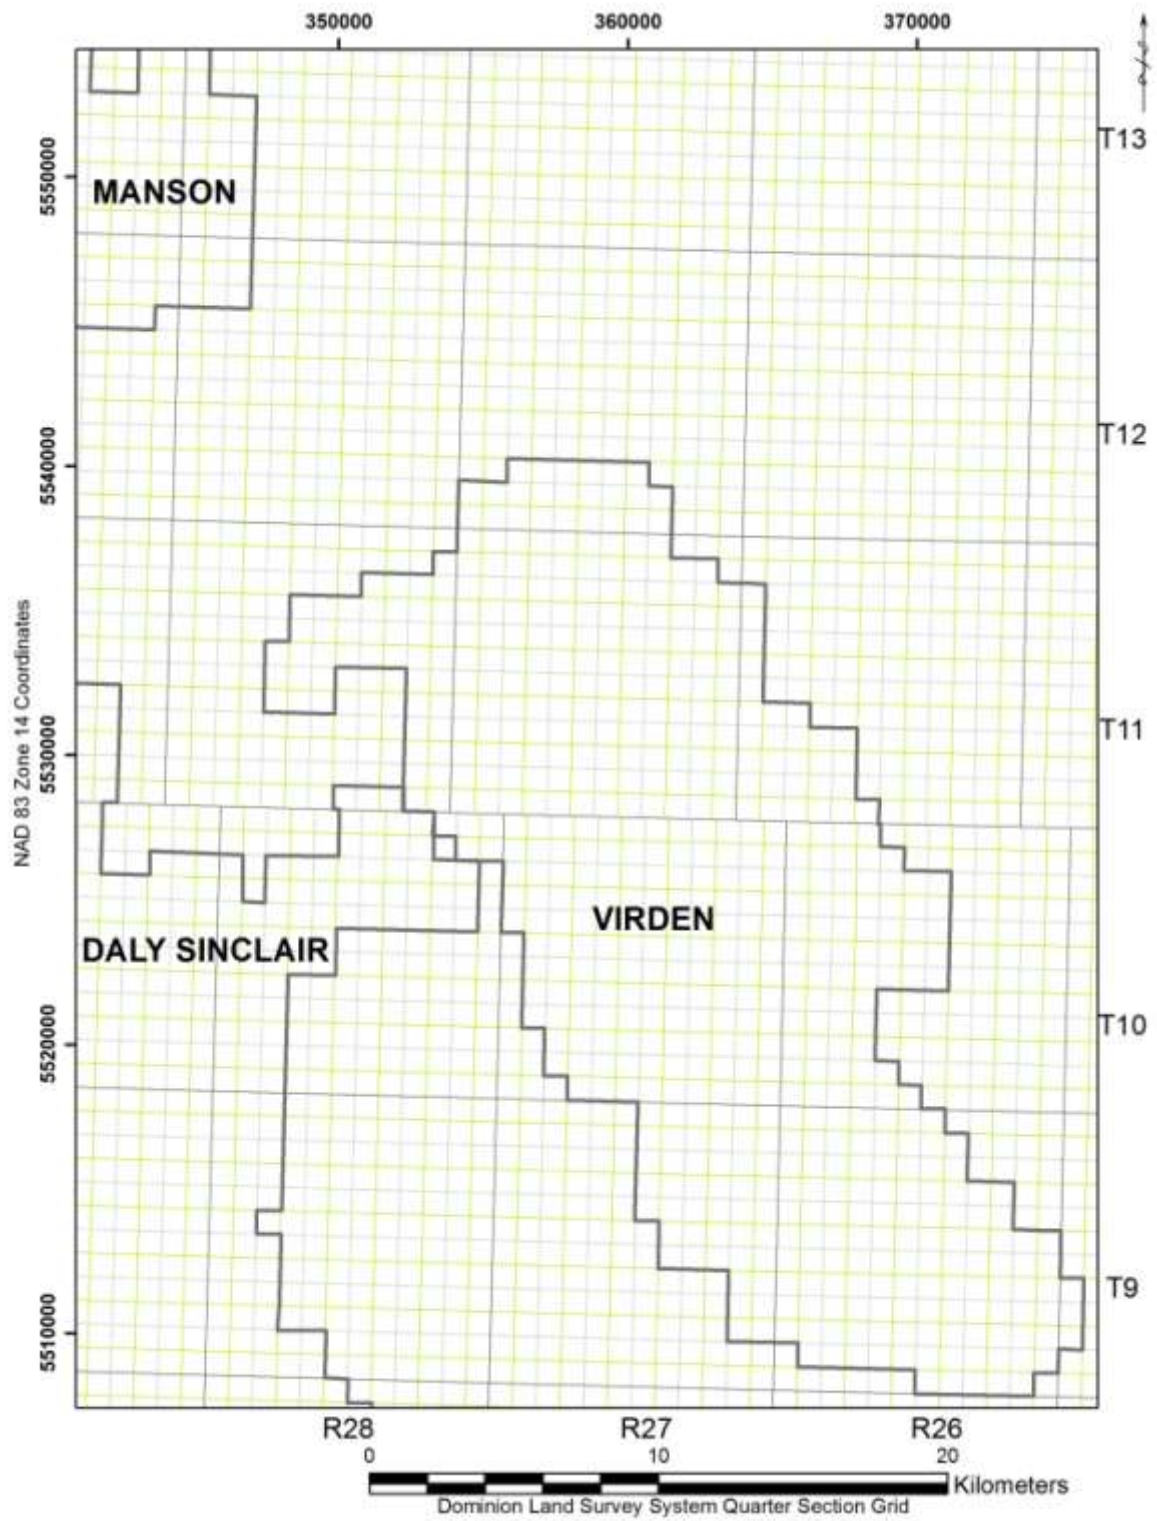 350000 360000 370000
T13
5550000
MANSON
T12
5540000
T11
5530000
NAD 83 Zone 14 Coordinates
VIRDEN
DALY SINCLAIR
T10
5520000
T9
5510000
R28 R27 R26
0 10 20
Kilometers
Dominion Land Survey System Quarter Section Grid